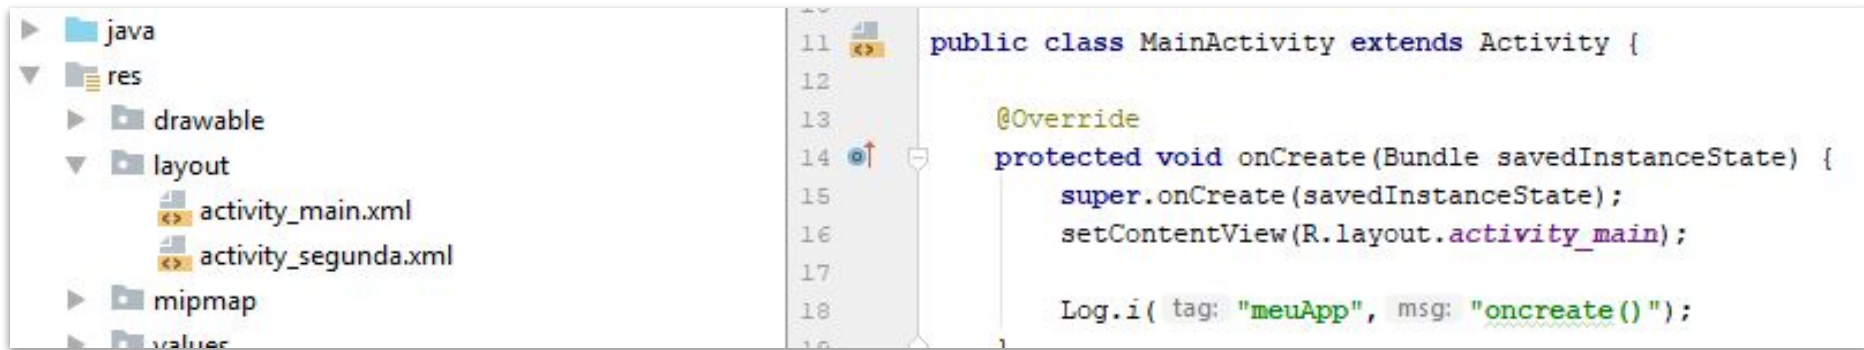 java
res
drawable
layout
activity_main.xml
activity_segunda.xml
mipmap
values
11 public class MainActivity extends Activity {
12
13 @Override
14 protected void onCreate(Bundle savedInstanceState) {
15 super.onCreate(savedInstanceState);
16 setContentView(R.layout.activity_main);
17
18 Log.i( tag: "meuApp", msg: "oncreate()");
19 }